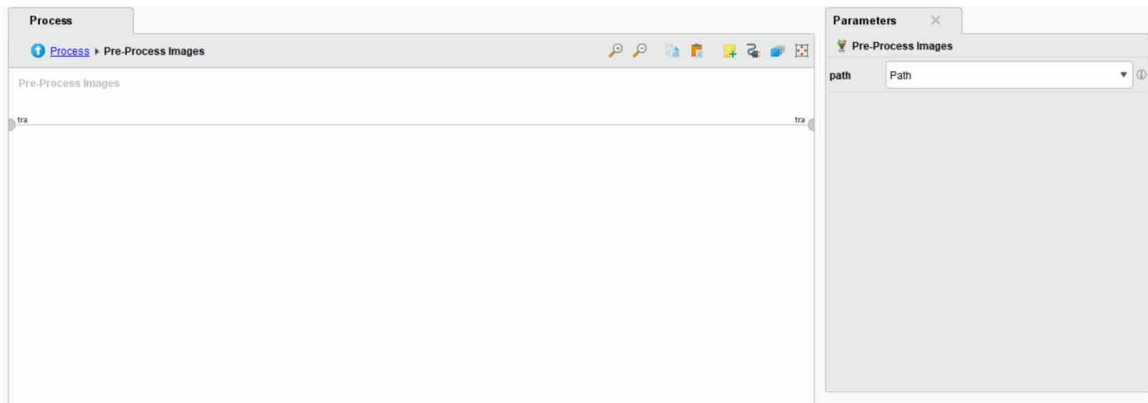 Process
Process ▸ Pre-Process Images
Pre-Process Images
tra
tra
Parameters
Pre-Process Images
path
Path